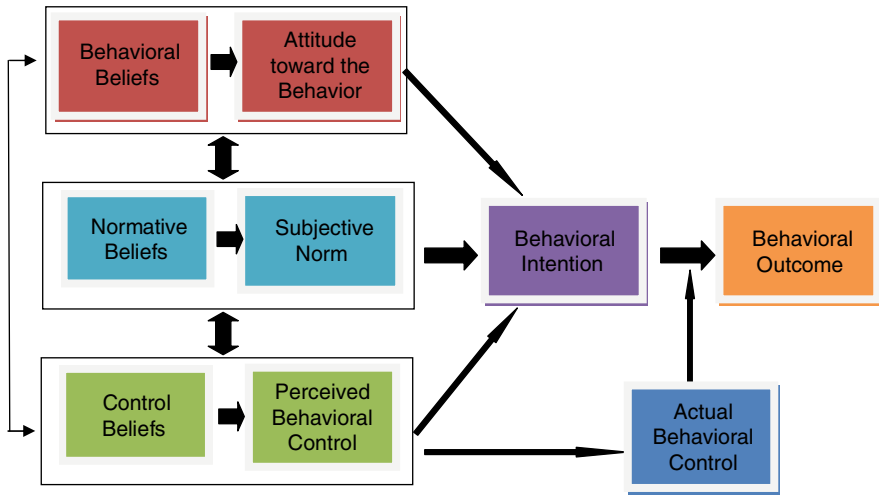 Behavioral
Beliefs
Attitude
toward the
Behavior
Normative
Beliefs
Subjective
Norm
Behavioral
Intention
Behavioral
Outcome
Control
Beliefs
Perceived
Behavioral
Control
Actual
Behavioral
Control